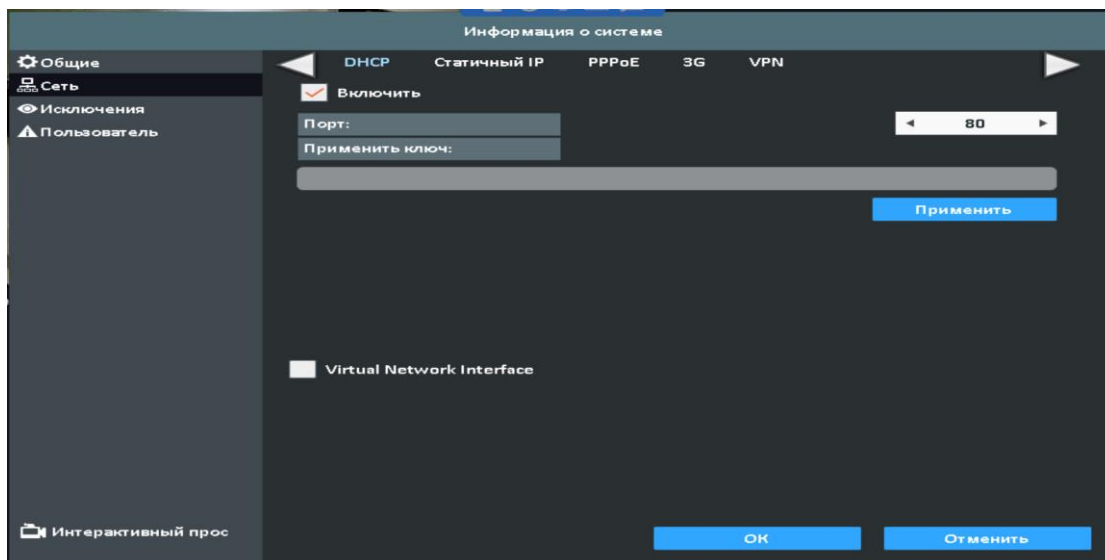 Информация о системе
Общие
Сеть
Исключения
Пользователь
Интерактивный прос
DHCP Статичный IP PPPoE 3G VPN
Включить
Порт: 80
Применить ключ:
Применить
Virtual Network Interface
ОК Отменить